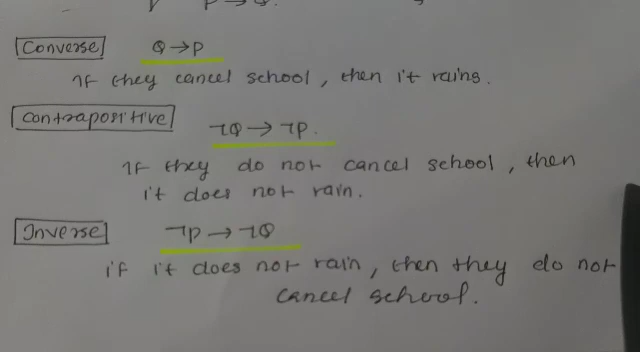 P → Q.
Converse Q→P
If they cancel school, then it rains.
Contrapositive ¬Q → ¬P.
If they do not cancel school, then
it does not rain.
Inverse ¬P → ¬Q
if it does not rain, then they do not
cancel school.